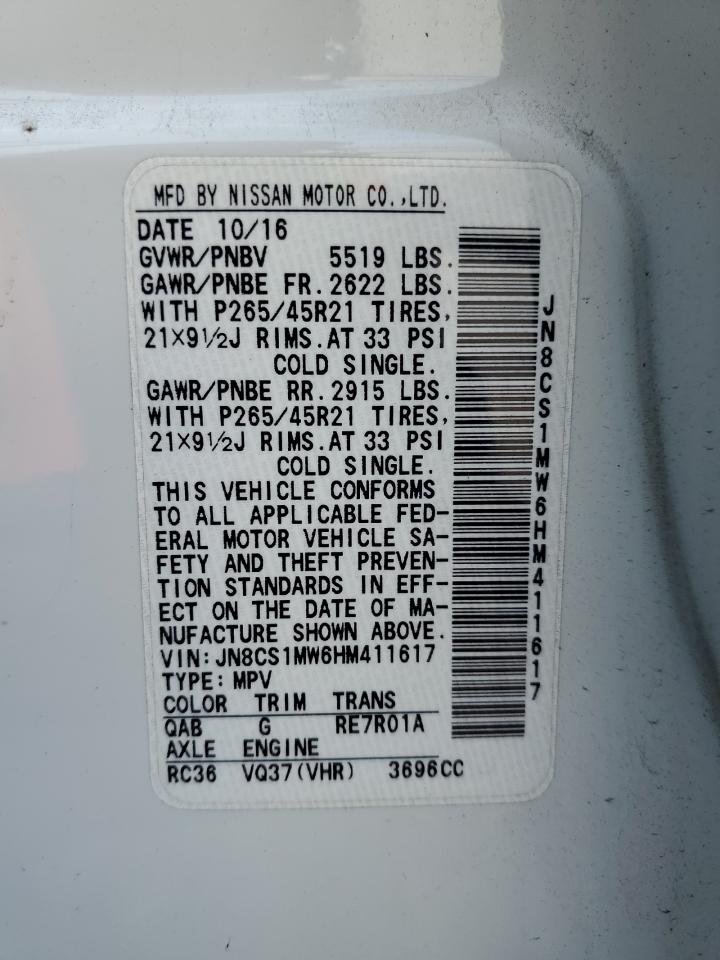 MFD BY NISSAN MOTOR CO.,LTD.
DATE 10/16
GVWR/PNBV 5519 LBS.
GAWR/PNBE FR.2622 LBS.
WITH P265/45R21 TIRES,
21×9½J RIMS.AT 33 PSI
COLD SINGLE.
GAWR/PNBE RR.2915 LBS.
WITH P265/45R21 TIRES,
21×9½J RIMS.AT 33 PSI
COLD SINGLE.
THIS VEHICLE CONFORMS
TO ALL APPLICABLE FED-
ERAL MOTOR VEHICLE SA-
FETY AND THEFT PREVEN-
TION STANDARDS IN EFF-
ECT ON THE DATE OF MA-
NUFACTURE SHOWN ABOVE.
VIN:JN8CS1MW6HM411617
TYPE:MPV
COLOR TRIM TRANS
QAB G RE7R01A
AXLE ENGINE
RC36 VQ37(VHR) 3696CC
JN8CS1MW6HM411617